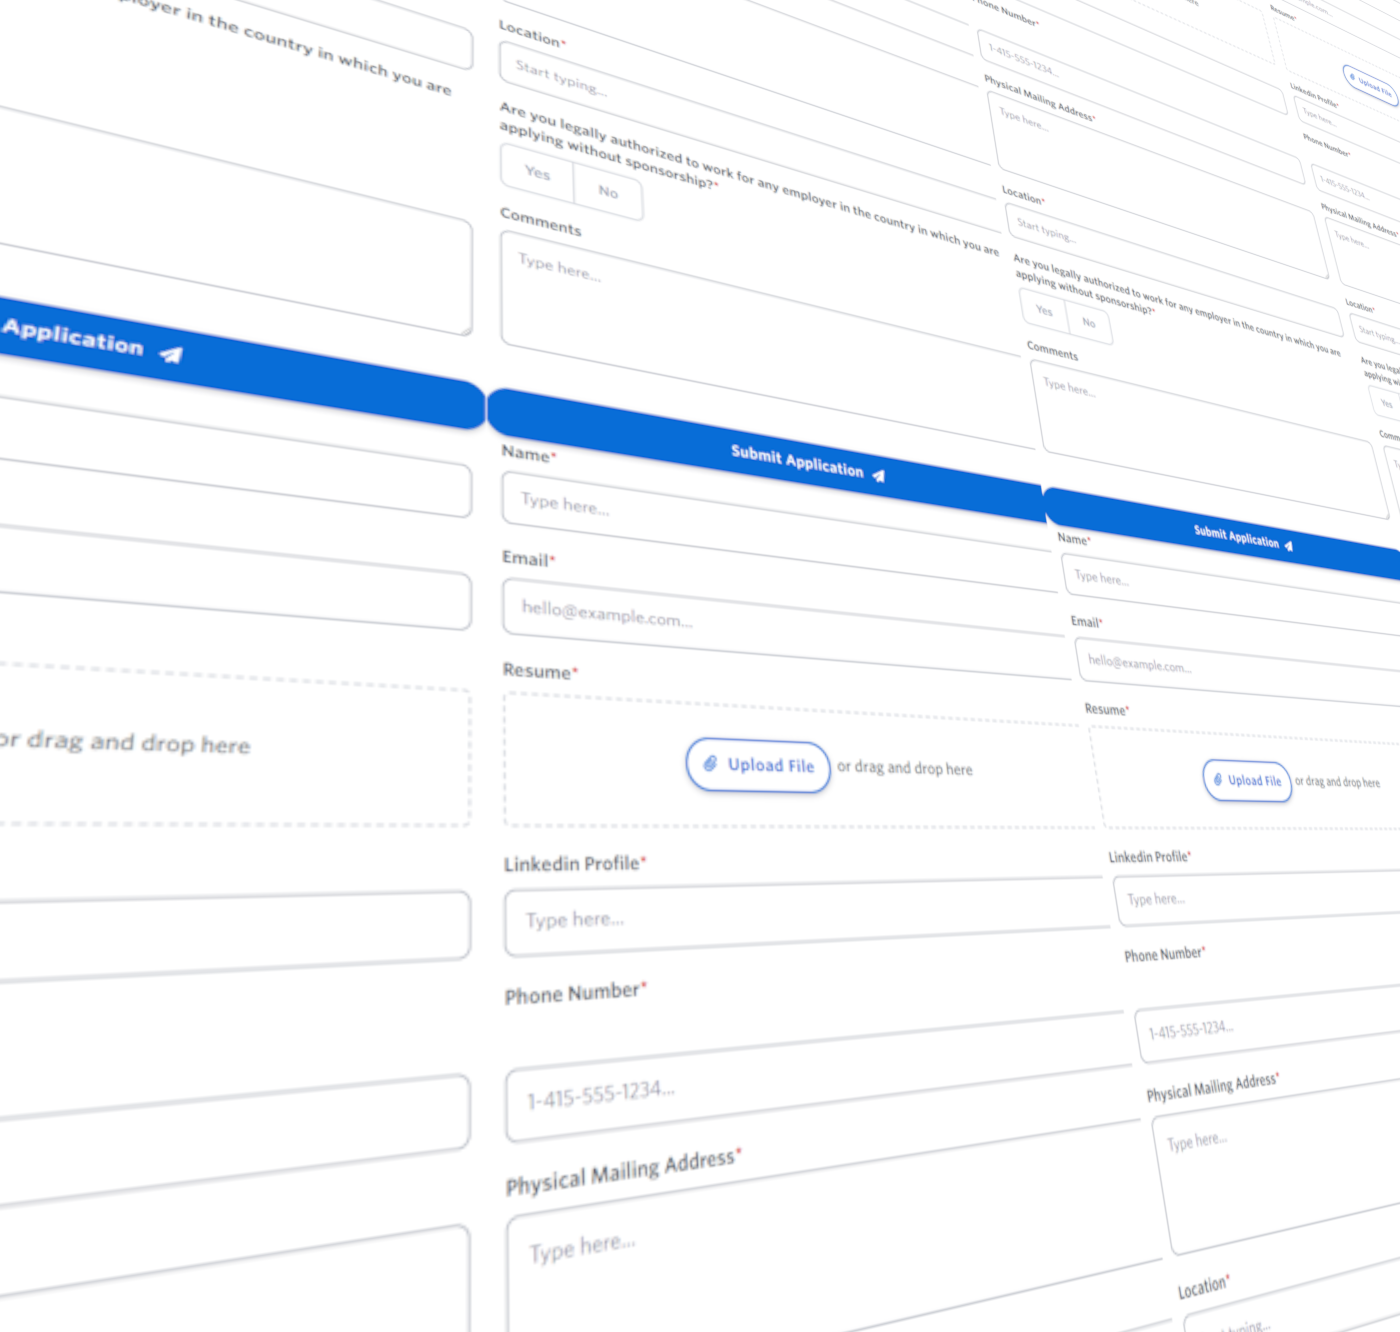 ployer in the country in which you are
Application
or drag and drop here
Location*
Start typing...
Are you legally authorized to work for any employer in the country in which you are
applying without sponsorship?*
Yes
No
Comments
Type here...
Submit Application
Name*
Type here...
Email*
hello@example.com...
Resume*
Upload File
or drag and drop here
Linkedin Profile*
Type here...
Phone Number*
1-415-555-1234...
Physical Mailing Address*
Type here...
Phone Number*
1-415-555-1234...
Physical Mailing Address*
Type here...
Location*
Start typing...
Are you legally authorized to work for any employer in the country in which you are
applying without sponsorship?*
Yes
No
Comments
Type here...
Submit Application
Name*
Type here...
Email*
hello@example.com...
Resume*
Upload File
or drag and drop here
Linkedin Profile*
Type here...
Phone Number*
1-415-555-1234...
Physical Mailing Address*
Type here...
Location*
typing...
Resume*
Upload File
Linkedin Profile*
Type here...
Phone Number*
1-415-555-1234...
Physical Mailing Address*
Type here...
Location*
Start typing...
Are you lega
applying wi
Yes
Comm